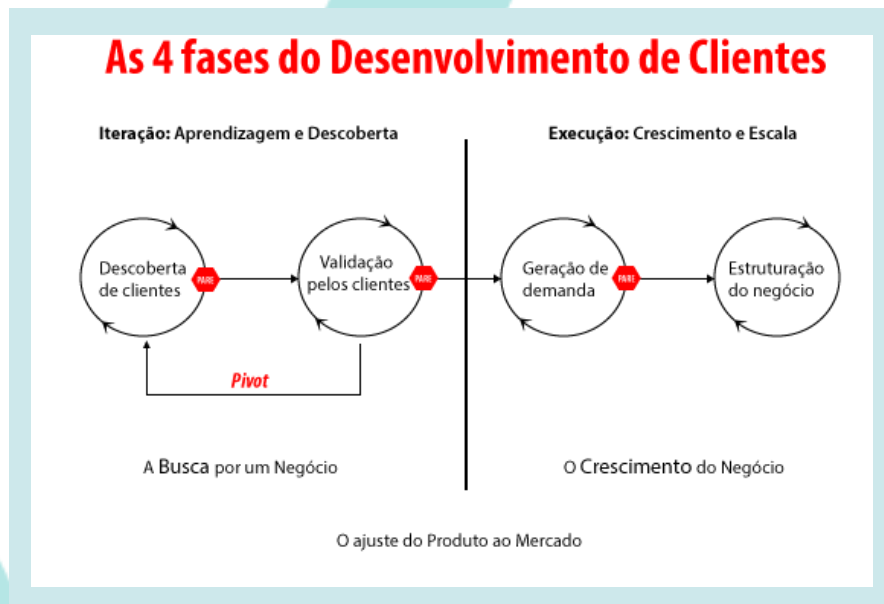 As 4 fases do Desenvolvimento de Clientes
Iteração: Aprendizagem e Descoberta
Execução: Crescimento e Escala
Descoberta
de clientes
PARE
Validação
pelos clientes
PARE
Geração de
demanda
PARE
Estruturação
do negócio
Pivot
A Busca por um Negócio
O Crescimento do Negócio
O ajuste do Produto ao Mercado